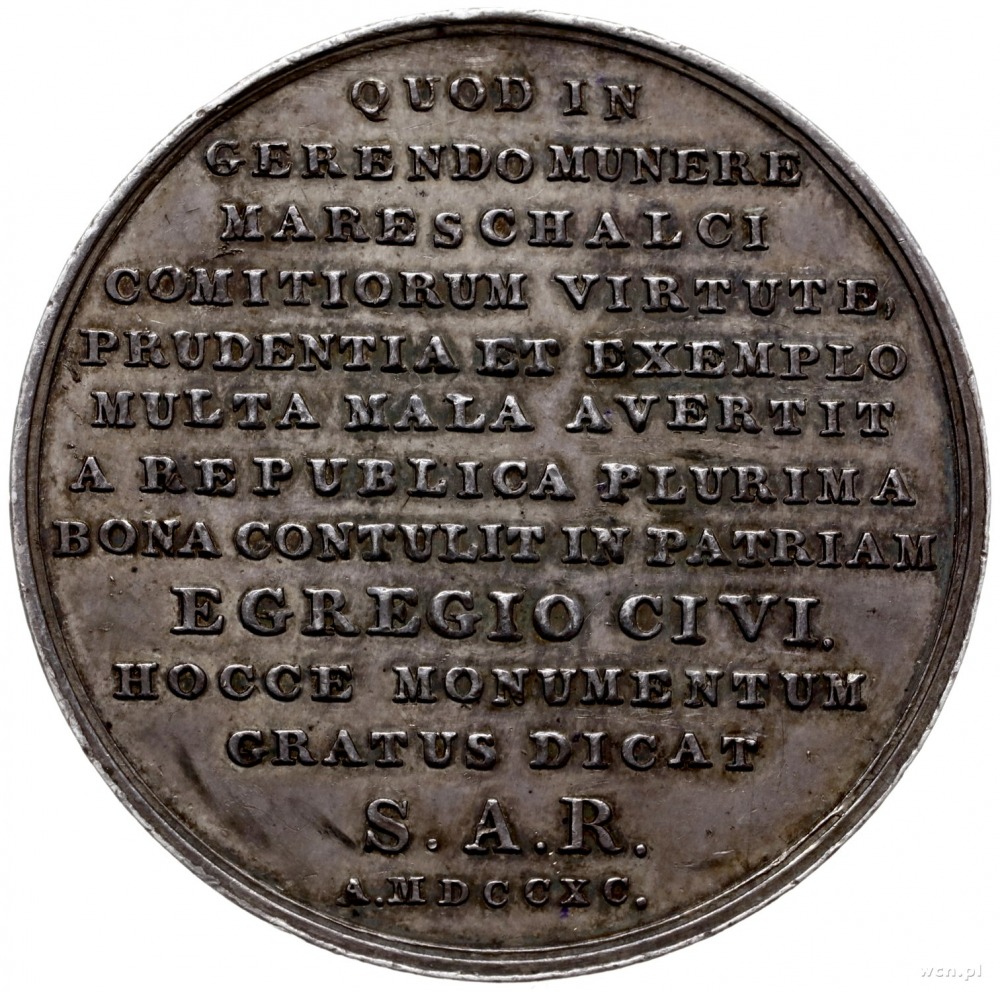 QUOD IN
GERENDO MUNERE
MARESCHALCI
COMITIORUM VIRTUTE,
PRUDENTIA ET EXEMPLO
MULTA MALA AVERTIT
A REPUBLICA PLURIMA
BONA CONTULIT IN PATRIAM
EGREGIO CIVI.
HOCCE MONUMENTUM
GRATUS DICAT
S. A. R.
A. MDCCXC.
wcn.pl